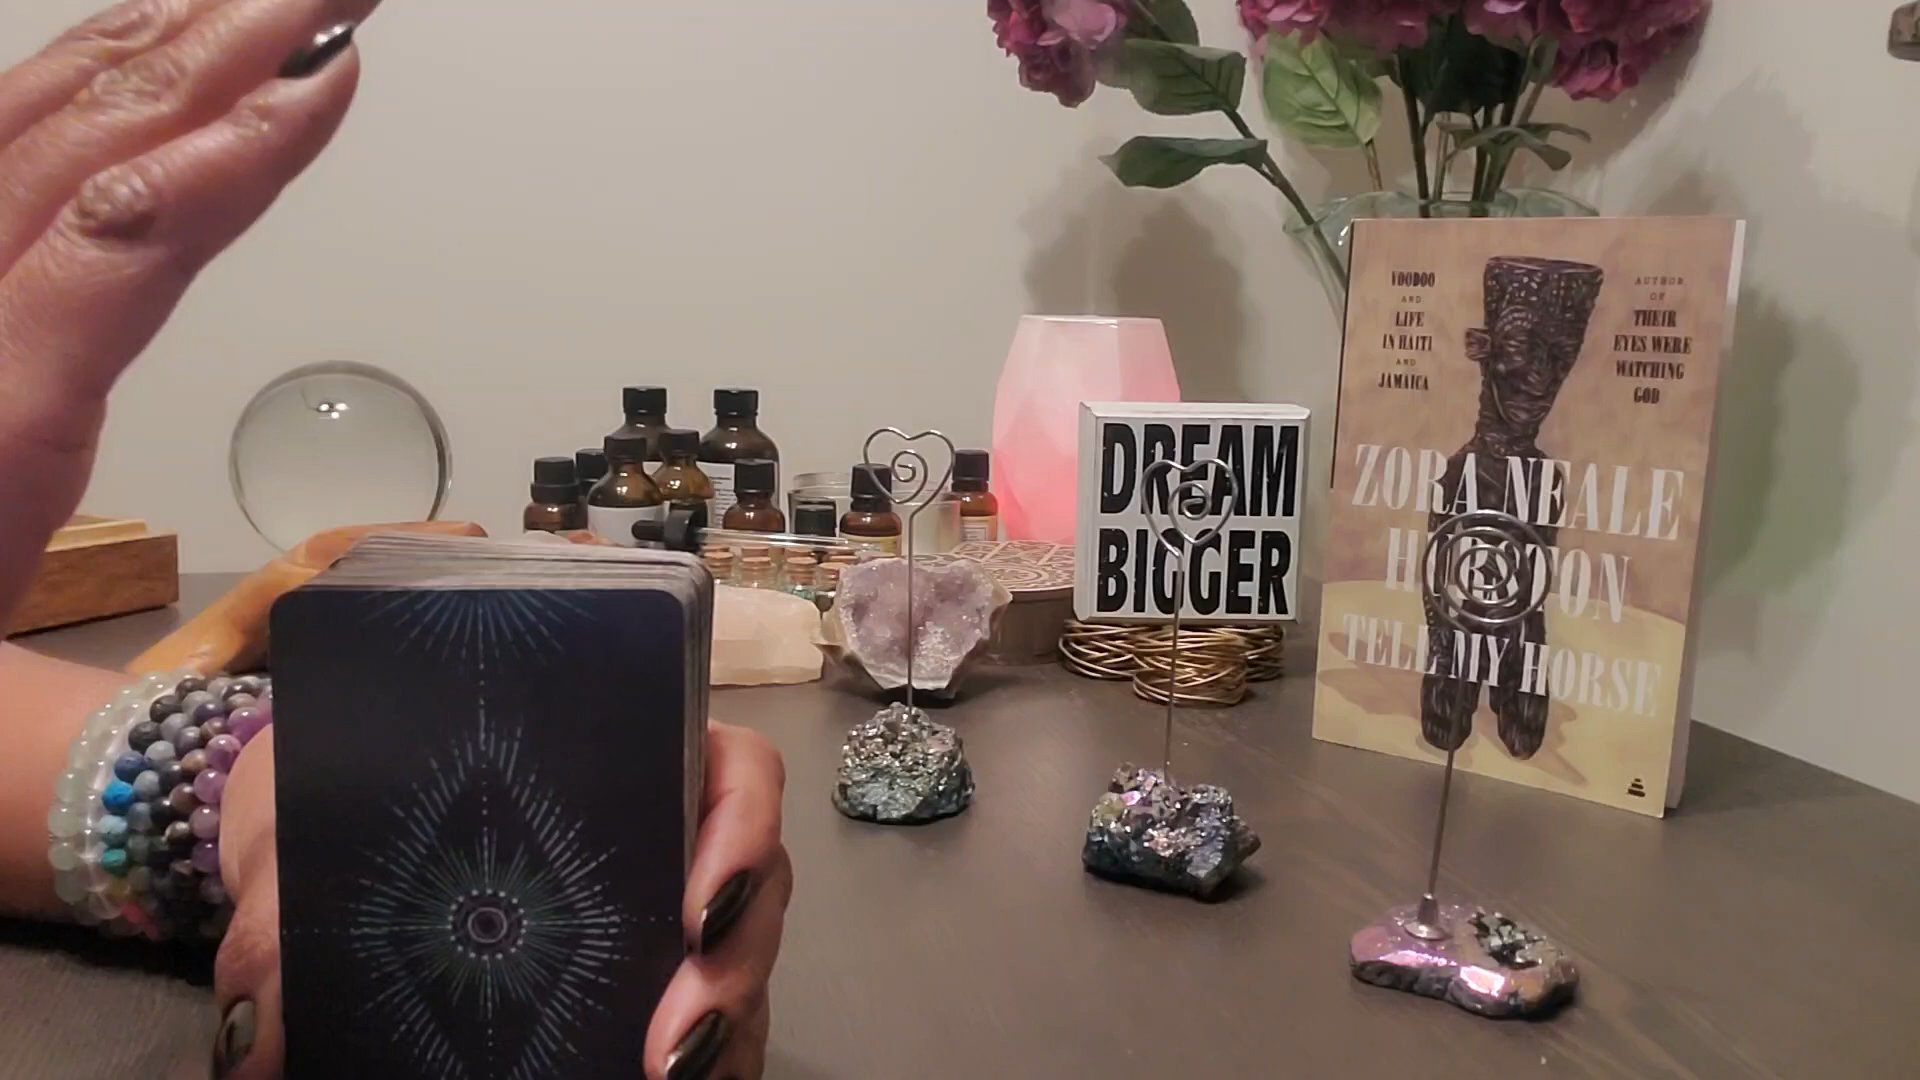 DREAM
BIGGER
VOODOO
AND
LIFE
IN HAITI
AND
JAMAICA
AUTHOR
OF
THEIR
EYES WERE
WATCHING
GOD
ZORA NEALE
HURSTON
TELL MY HORSE